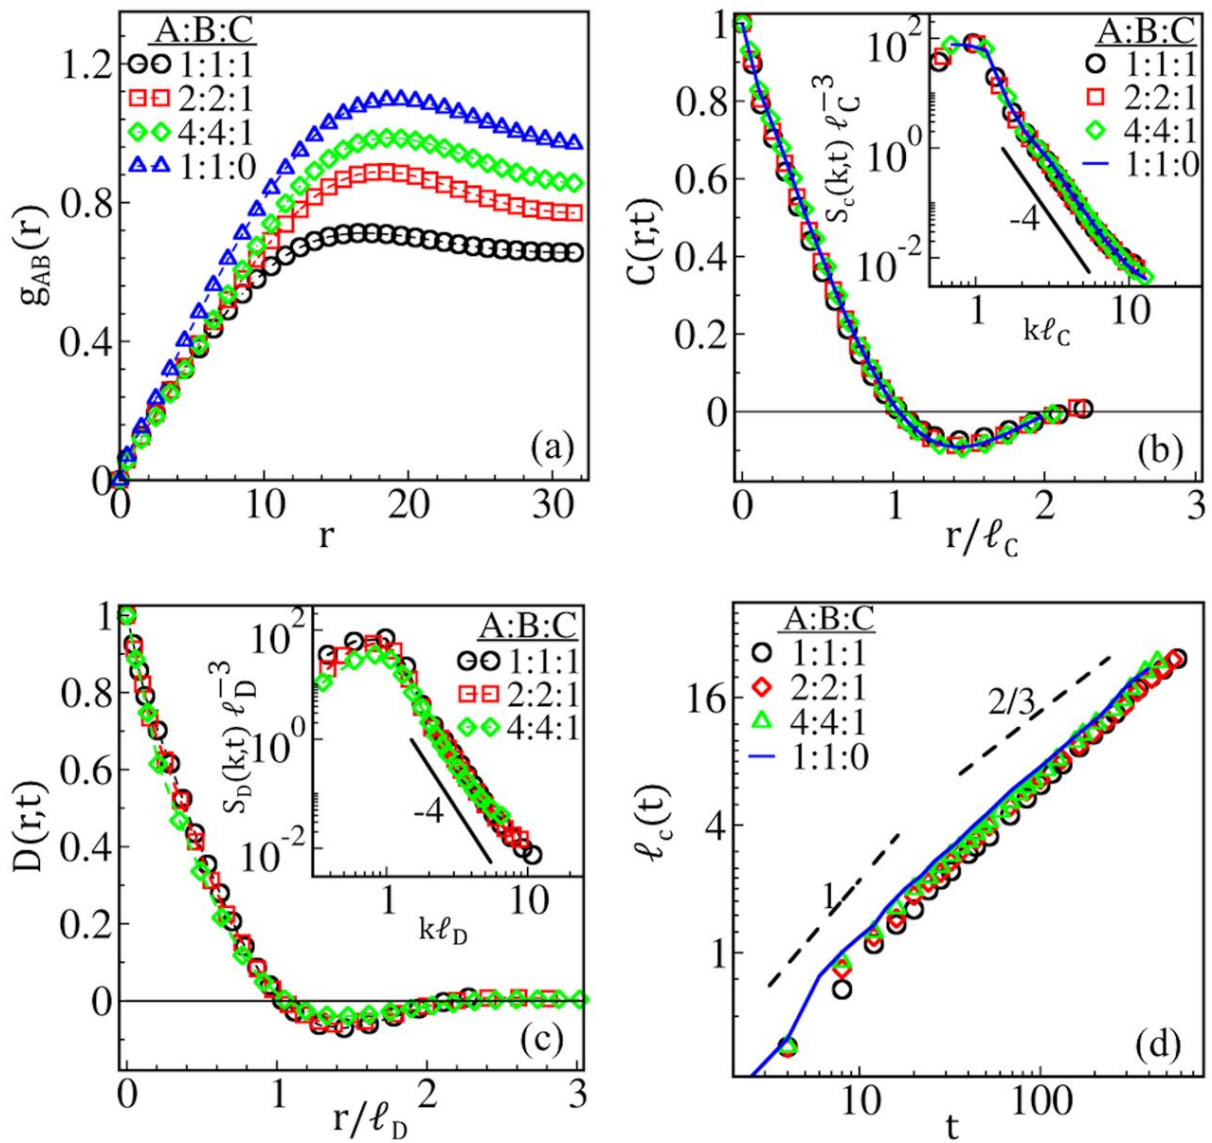 A:B:C
1:1:1
2:2:1
4:4:1
1:1:0
(a)
0
0.4
0.8
1.2
g_AB(r)
0 10 20 30
r
A:B:C
1:1:1
2:2:1
4:4:1
1:1:0
10^2
10^0
10^-2
S_c(k,t) ℓ_C^-3
-4
1 10
kℓ_C
(b)
1
0.8
0.6
0.4
0.2
0
C(r,t)
0 1 2 3
r/ℓ_C
A:B:C
1:1:1
2:2:1
4:4:1
10^2
10^0
10^-2
S_D(k,t) ℓ_D^-3
-4
1 10
kℓ_D
(c)
1
0.8
0.6
0.4
0.2
0
D(r,t)
0 1 2 3
r/ℓ_D
A:B:C
1:1:1
2:2:1
4:4:1
1:1:0
2/3
1
(d)
16
4
1
ℓ_c(t)
10 100
t